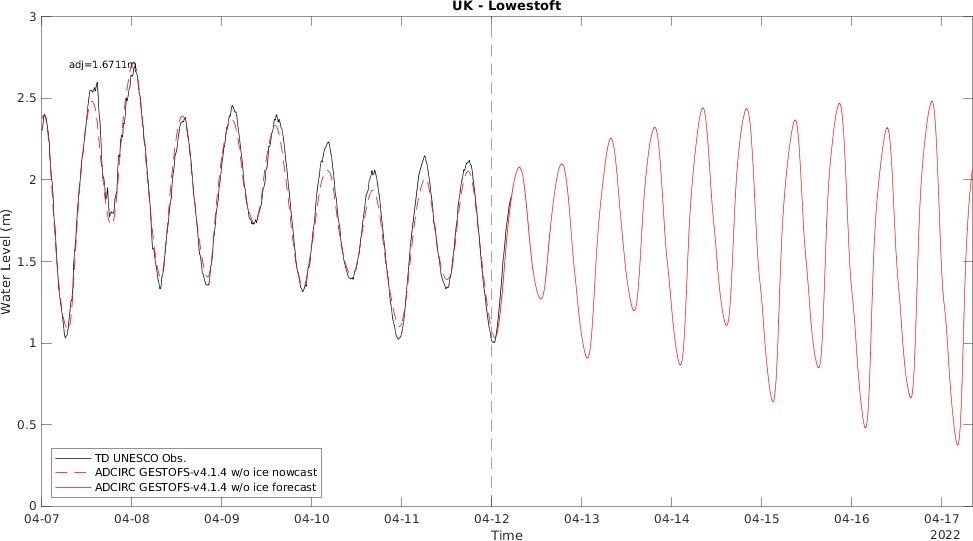 UK - Lowestoft
adj=1.6711m
Water Level (m)
3
2.5
2
1.5
1
0.5
0
TD UNESCO Obs.
ADCIRC GESTOFS-v4.1.4 w/o ice nowcast
ADCIRC GESTOFS-v4.1.4 w/o ice forecast
04-07 04-08 04-09 04-10 04-11 04-12 04-13 04-14 04-15 04-16 04-17
Time
2022